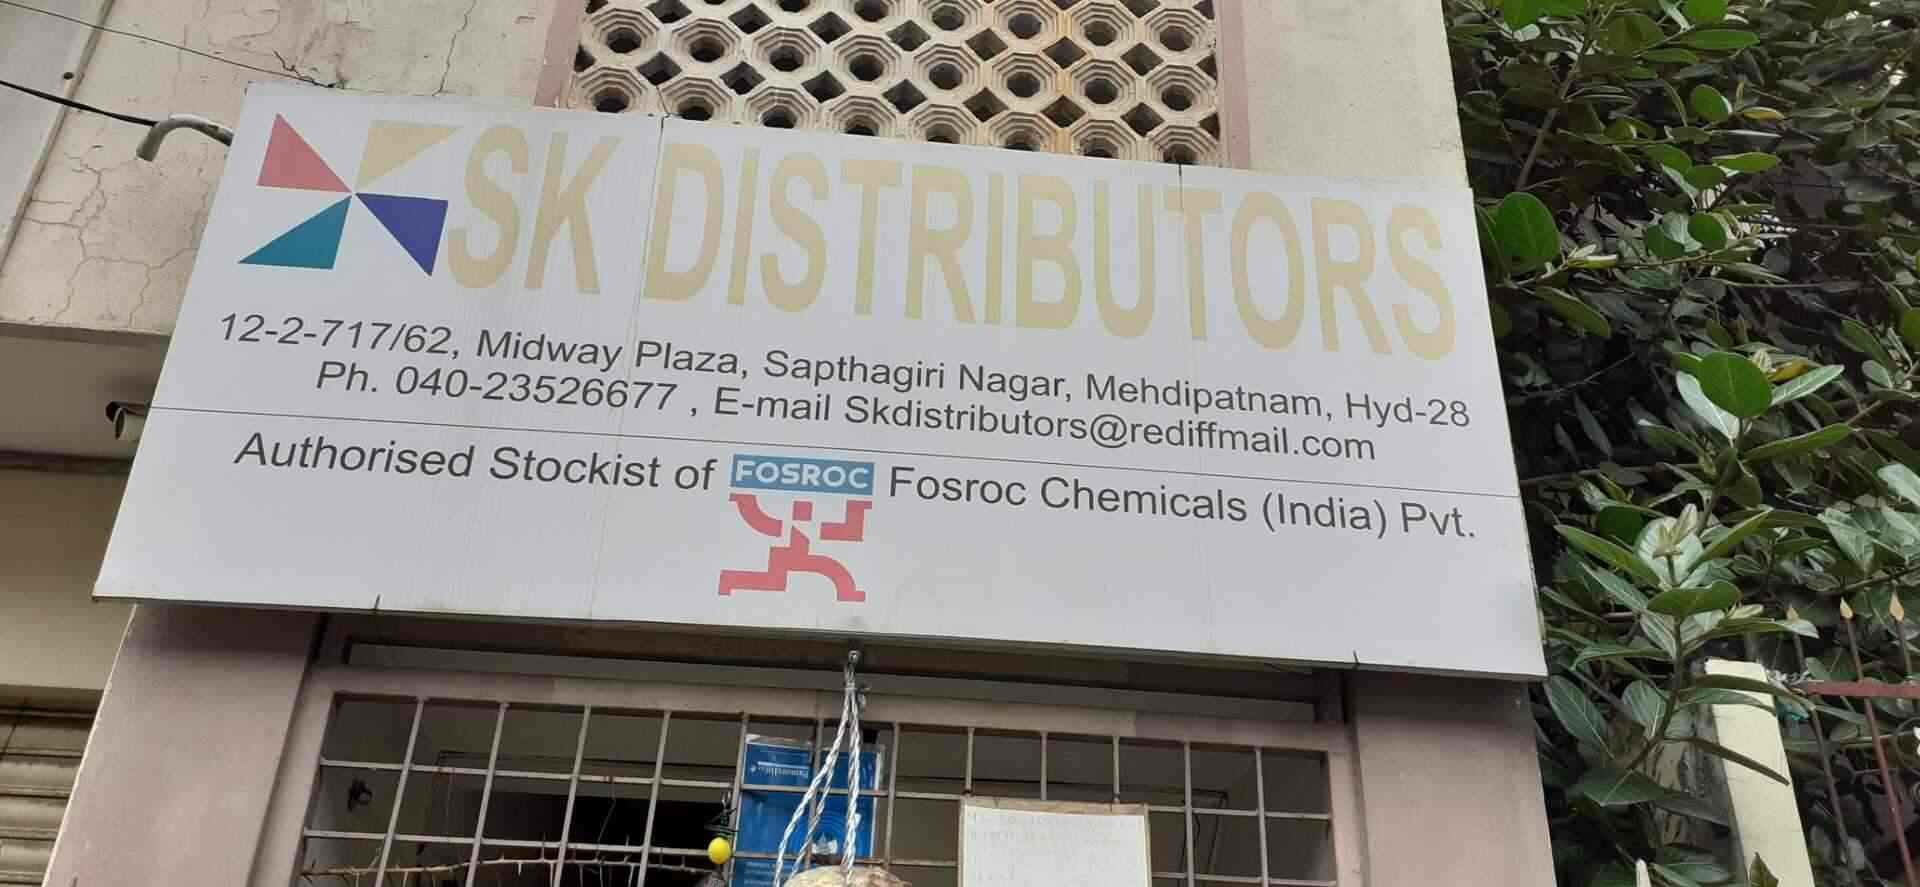 SK DISTRIBUTORS
12-2-717/62, Midway Plaza, Sapthagiri Nagar, Mehdipatnam, Hyd-28
Ph. 040-23526677 , E-mail Skdistributors@rediffmail.com
Authorised Stockist of FOSROC Fosroc Chemicals (India) Pvt.